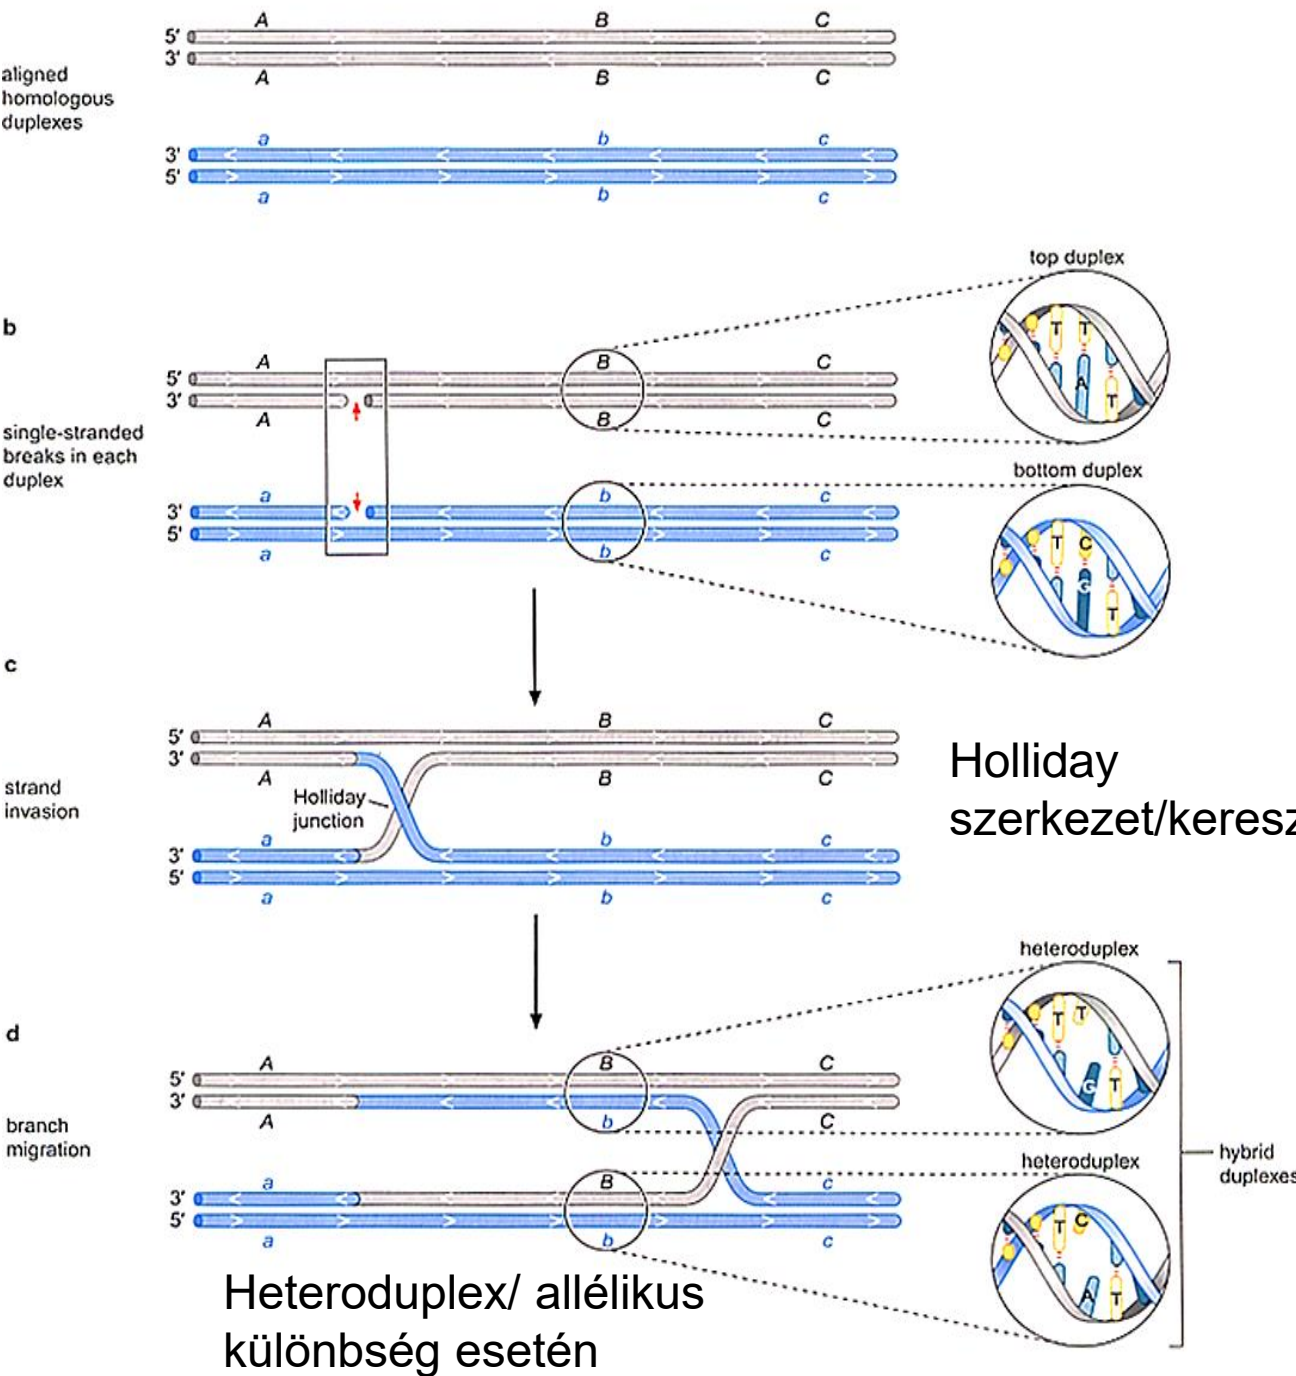 A B C
5′
3′
A B C
aligned
homologous
duplexes
a b c
3′
5′
a b c
top duplex
T T
A
T
b
A B C
5′
3′
A B C
single-stranded
breaks in each
duplex
bottom duplex
T C
G
T
a b c
3′
5′
a b c
c
A B C
5′
3′
A B C
strand
invasion
Holliday
junction
Holliday
szerkezet/keresz
a b c
3′
5′
a b c
heteroduplex
T T
G T
d
A B C
5′
3′
A b C
branch
migration
hybrid
duplexes
heteroduplex
T C
A T
a B c
3′
5′
a b c
Heteroduplex/ allélikus
különbség esetén